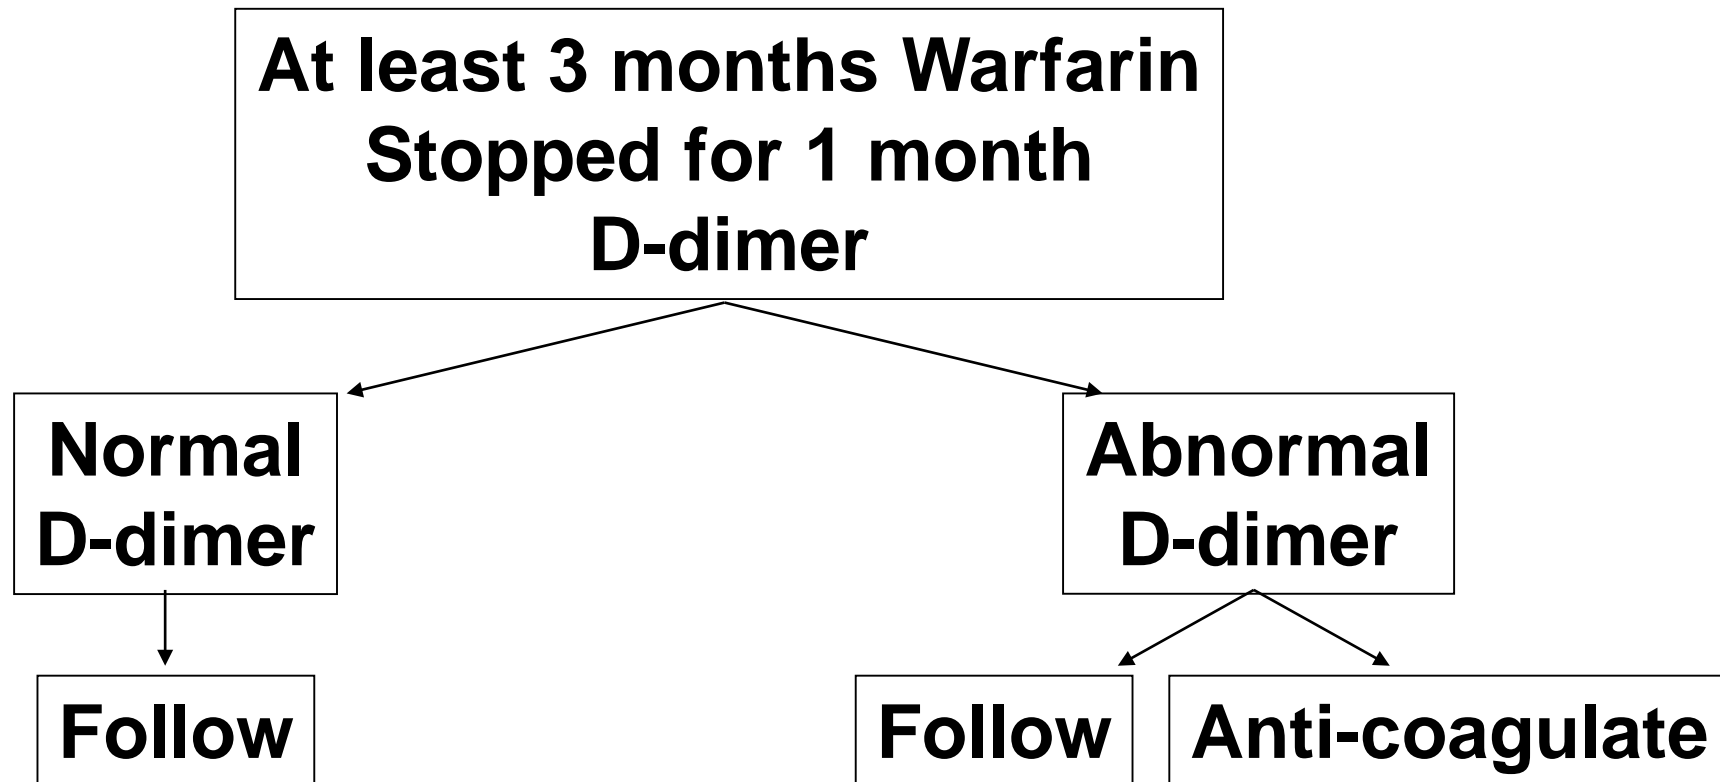 At least 3 months Warfarin
Stopped for 1 month
D-dimer
Normal
D-dimer
Abnormal
D-dimer
Follow
Follow
Anti-coagulate